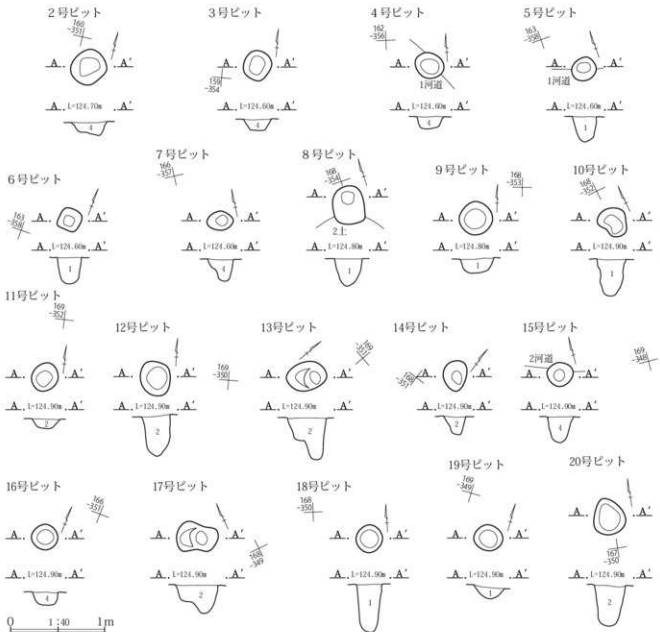 2号ピット
166
-351
A A′
A L=124.70m A′
4
3号ピット
159
-354
A A′
A L=124.60m A′
4
4号ピット
162
-356
A A′
1河道
A L=124.60m A′
4
5号ピット
163
-358
A A′
1河道
A L=124.60m A′
1
6号ピット
163
-358
A A′
A L=124.60m A′
1
7号ピット
166
-357
A A′
A L=124.60m A′
4
8号ピット
168
-354
A A′
2土
A L=124.80m A′
1
9号ピット
168
-353
A A′
A L=124.80m A′
1
10号ピット
168
-352
A A′
A L=124.90m A′
1
11号ピット
169
-352
A A′
A L=124.90m A′
2
12号ピット
169
-350
A A′
A L=124.90m A′
2
13号ピット
169
-351
A A′
A L=124.90m A′
2
14号ピット
168
-351
A A′
A L=124.90m A′
2
15号ピット
2河道
169
-348
A A′
A L=124.90m A′
4
16号ピット
166
-351
A A′
A L=124.90m A′
4
17号ピット
168
-349
A A′
A L=124.90m A′
2
18号ピット
168
-350
A A′
A L=124.90m A′
1
19号ピット
169
-349
A A′
A L=124.90m A′
1
20号ピット
167
-350
A A′
A L=124.90m A′
2
0 1:40 1m